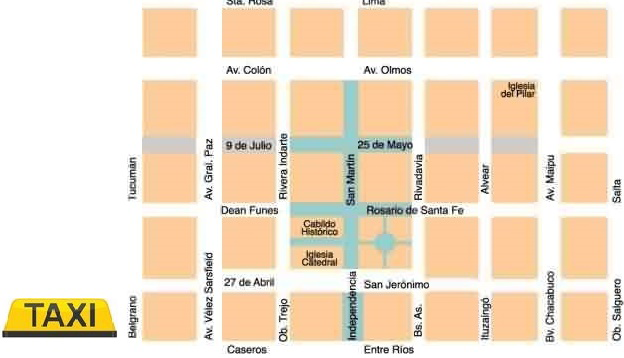 Sta. Rosa
Lima
Av. Colón
Av. Olmos
Iglesia
del Pilar
9 de Julio
25 de Mayo
Tucumán
Av. Gral. Paz
Rivera Indarte
San Martín
Rivadavia
Alvear
Av. Maipú
Salta
Dean Funes
Rosario de Santa Fe
Cabildo
Histórico
Iglesia
Catedral
27 de Abril
San Jerónimo
Belgrano
Av. Vélez Sarsfield
Ob. Trejo
Independencia
Bs. As.
Ituzaingó
Bv. Chacabuco
Ob. Salguero
TAXI
Caseros
Entre Ríos